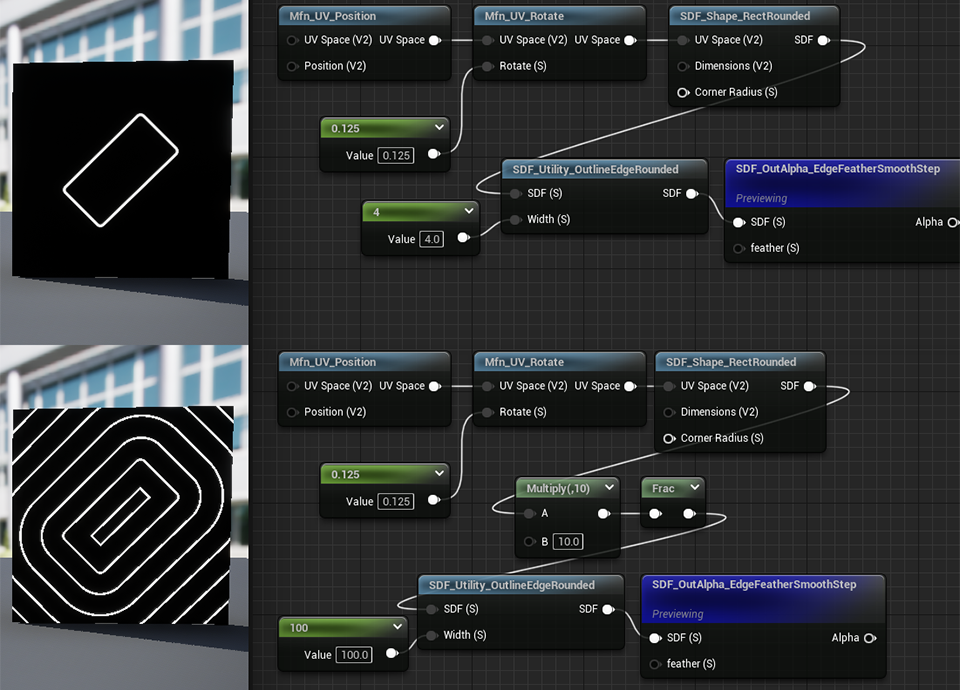 Mfn_UV_Position
Mfn_UV_Rotate
SDF_Shape_RectRounded
UV Space (V2) UV Space
UV Space (V2) UV Space
UV Space (V2) SDF
Position (V2)
Rotate (S)
Dimensions (V2)
Corner Radius (S)
0.125
Value 0.125
SDF_Utility_OutlineEdgeRounded
SDF (S) SDF
Width (S)
SDF_OutAlpha_EdgeFeatherSmoothStep
Previewing
SDF (S) Alpha
feather (S)
4
Value 4.0
Mfn_UV_Position
Mfn_UV_Rotate
SDF_Shape_RectRounded
UV Space (V2) UV Space
UV Space (V2) UV Space
UV Space (V2) SDF
Position (V2)
Rotate (S)
Dimensions (V2)
Corner Radius (S)
0.125
Value 0.125
Multiply(,10)
A
B 10.0
Frac
SDF_Utility_OutlineEdgeRounded
SDF (S) SDF
Width (S)
SDF_OutAlpha_EdgeFeatherSmoothStep
Previewing
SDF (S) Alpha
feather (S)
100
Value 100.0